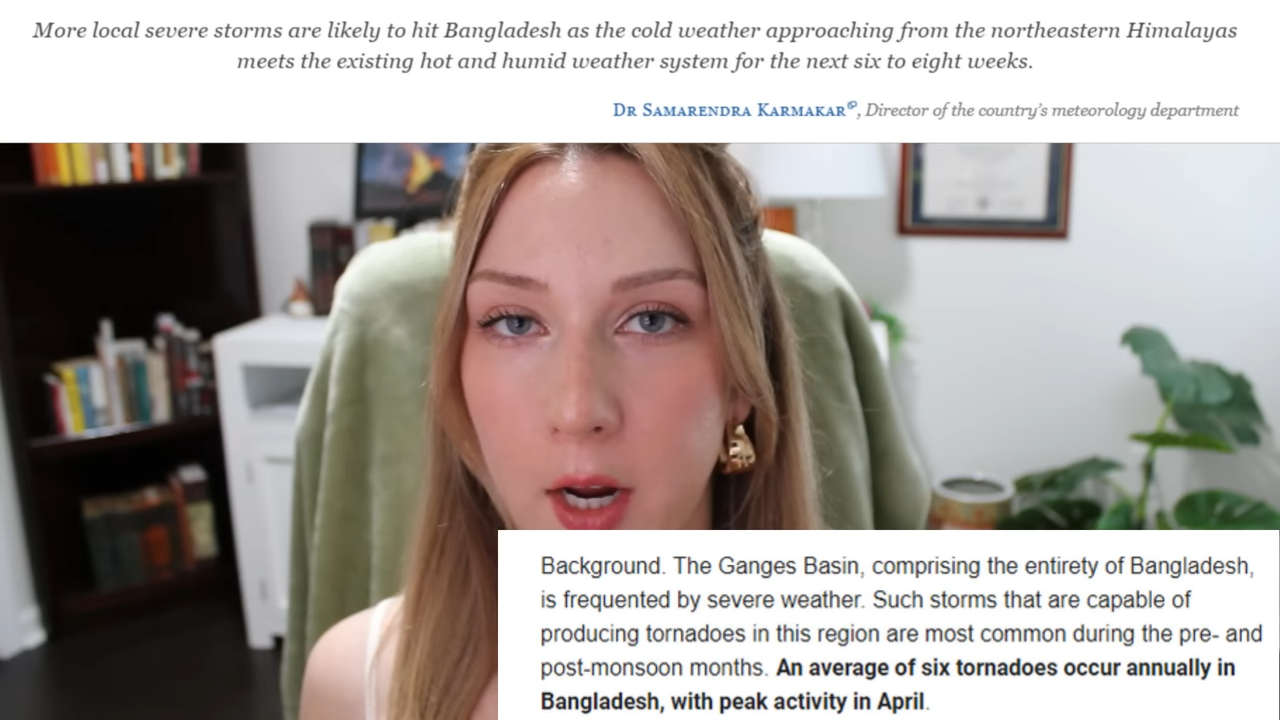 More local severe storms are likely to hit Bangladesh as the cold weather approaching from the northeastern Himalayas
meets the existing hot and humid weather system for the next six to eight weeks.
Dr Samarendra Karmakar, Director of the country's meteorology department
Background. The Ganges Basin, comprising the entirety of Bangladesh,
is frequented by severe weather. Such storms that are capable of
producing tornadoes in this region are most common during the pre- and
post-monsoon months. An average of six tornadoes occur annually in
Bangladesh, with peak activity in April.